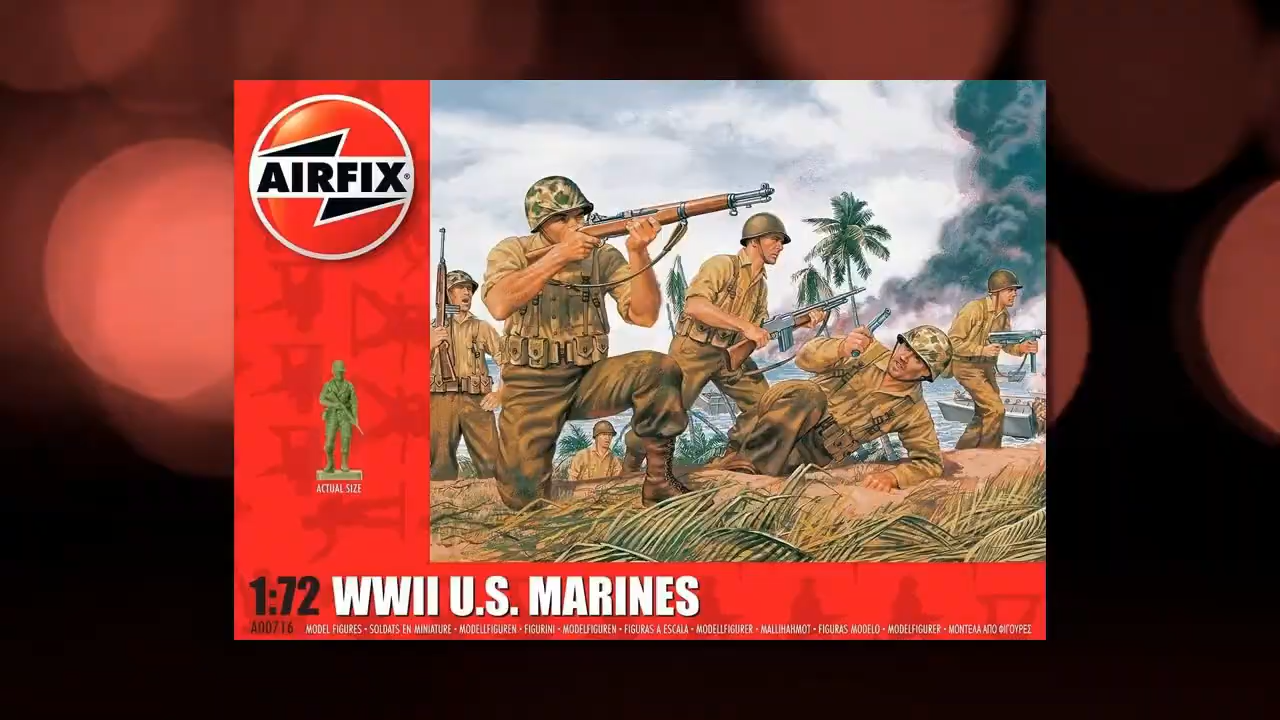 AIRFIX®
ACTUAL SIZE
1:72 WWII U.S. MARINES
A00716 MODEL FIGURES • SOLDATS EN MINIATURE • MODELLFIGUREN • FIGURINI • MODELFIGUREN • FIGURAS A ESCALA • MODELLFIGURER • MALLIHAHMOT • FIGURAS MODELO • MODELFIGURER • ΜΟΝΤΕΛΑ ΑΠΟ ΦΙΓΟΥΡΕΣ